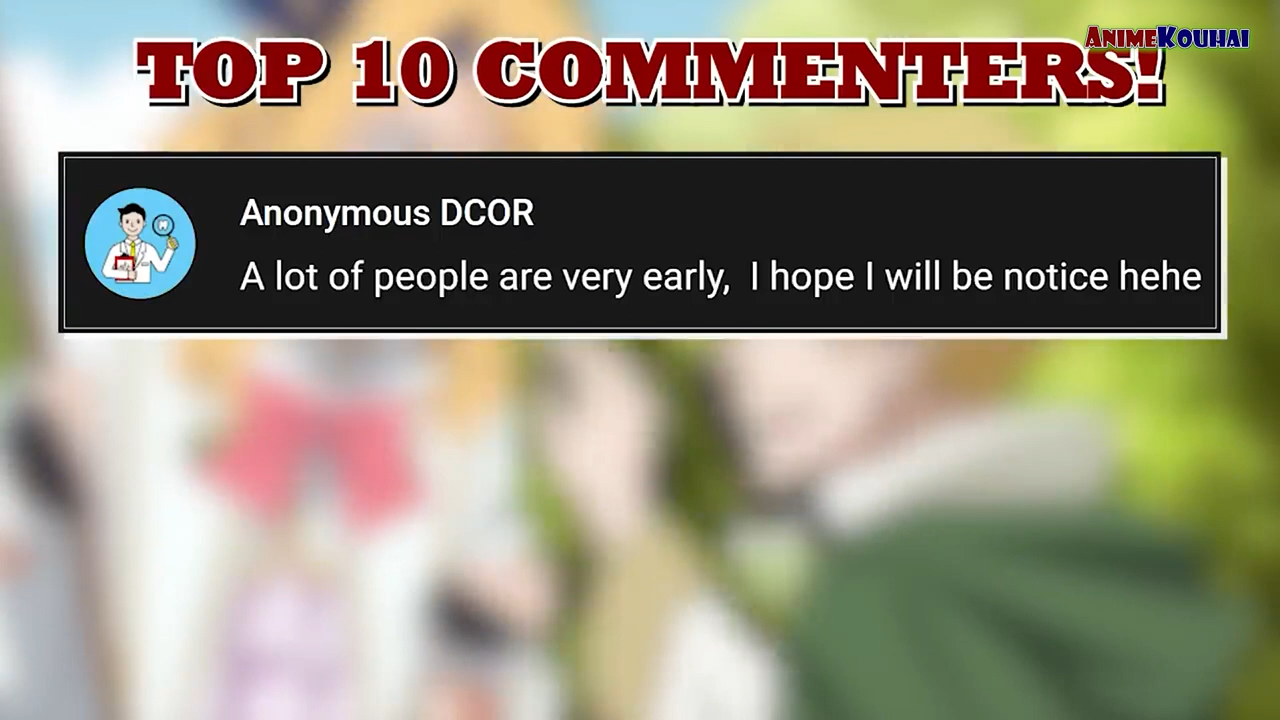 AnimeKouhai
TOP 10 COMMENTERS!
Anonymous DCOR
A lot of people are very early, I hope I will be notice hehe